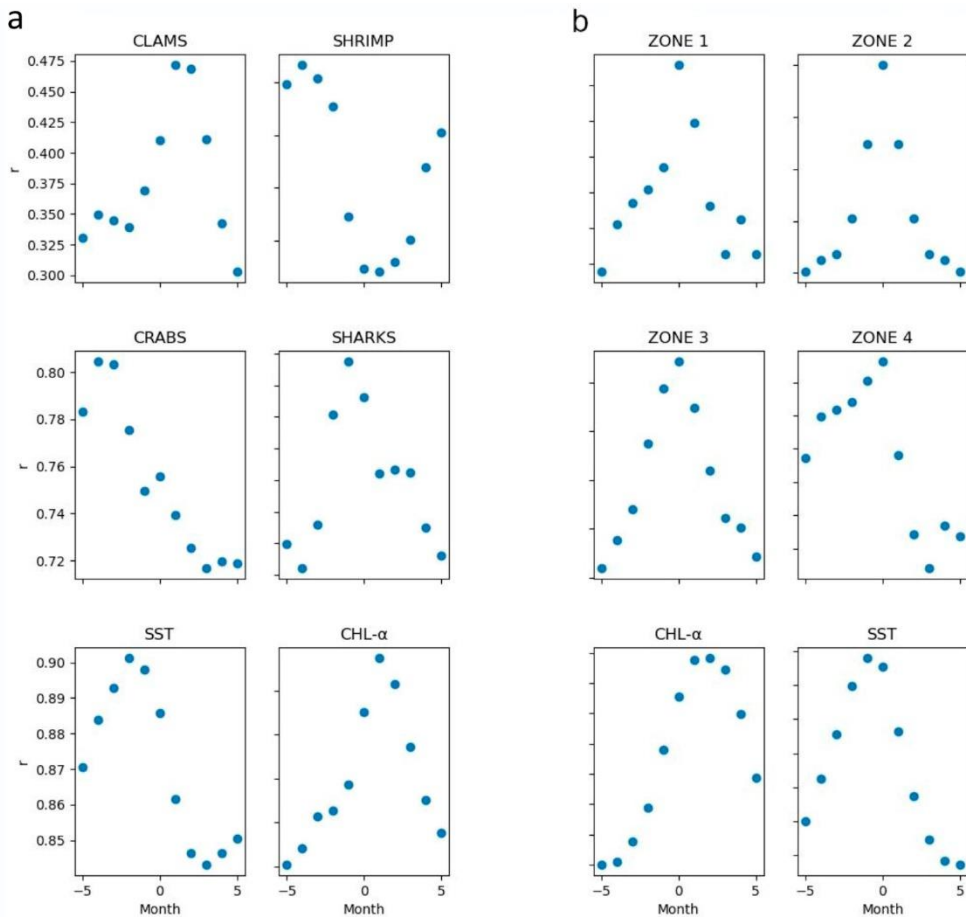 a
b
CLAMS
SHRIMP
ZONE 1
ZONE 2
0.475
0.450
0.425
0.400
0.375
0.350
0.325
0.300
r
CRABS
SHARKS
ZONE 3
ZONE 4
0.80
0.78
0.76
0.74
0.72
r
SST
CHL-α
CHL-α
SST
0.90
0.89
0.88
0.87
0.86
0.85
r
−5 0 5
−5 0 5
−5 0 5
−5 0 5
Month
Month
Month
Month